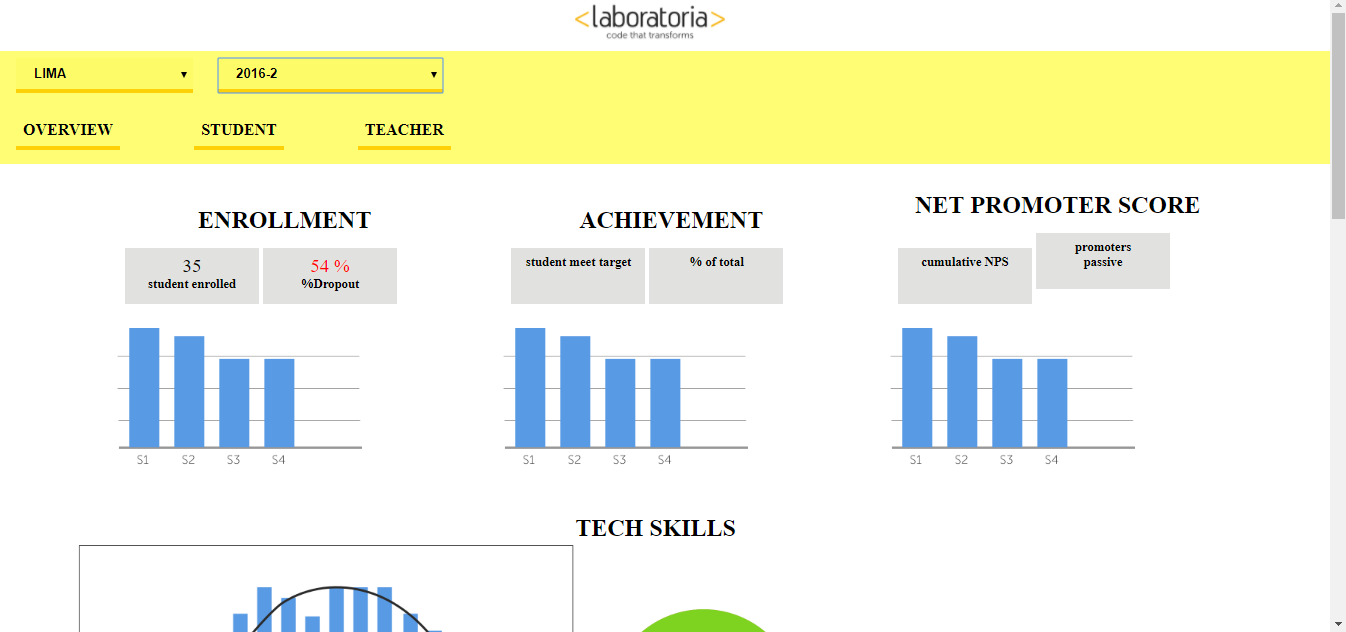 <laboratoria>
code that transforms
LIMA
2016-2
OVERVIEW STUDENT TEACHER
ENROLLMENT
35
student enrolled
54 %
%Dropout
S1 S2 S3 S4
ACHIEVEMENT
student meet target
% of total
S1 S2 S3 S4
NET PROMOTER SCORE
cumulative NPS
promoters
passive
S1 S2 S3 S4
TECH SKILLS